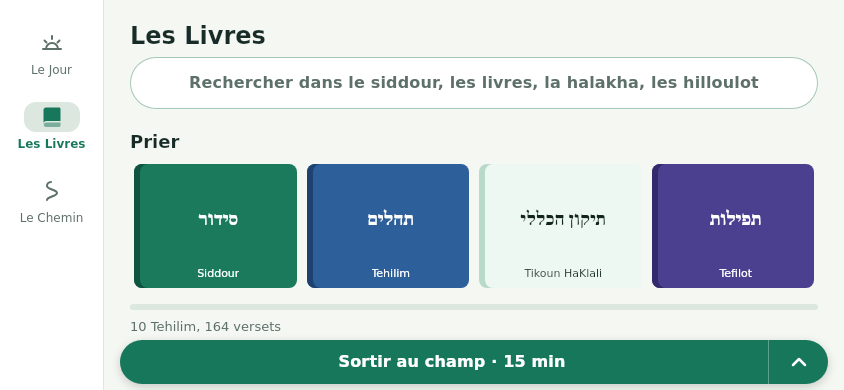 Le Jour
Les Livres
Le Chemin
Les Livres
Rechercher dans le siddour, les livres, la halakha, les hilloulot
Prier
סידור
Siddour
תהלים
Tehilim
תיקון הכללי
Tikoun HaKlali
תפילות
Tefilot
10 Tehilim, 164 versets
Sortir au champ · 15 min